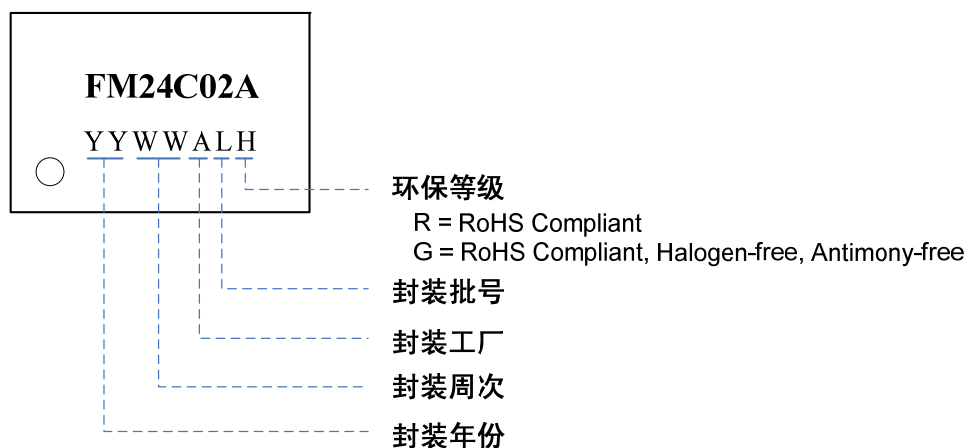 FM24C02A
YYWWALH
环保等级
R = RoHS Compliant
G = RoHS Compliant, Halogen-free, Antimony-free
封装批号
封装工厂
封装周次
封装年份